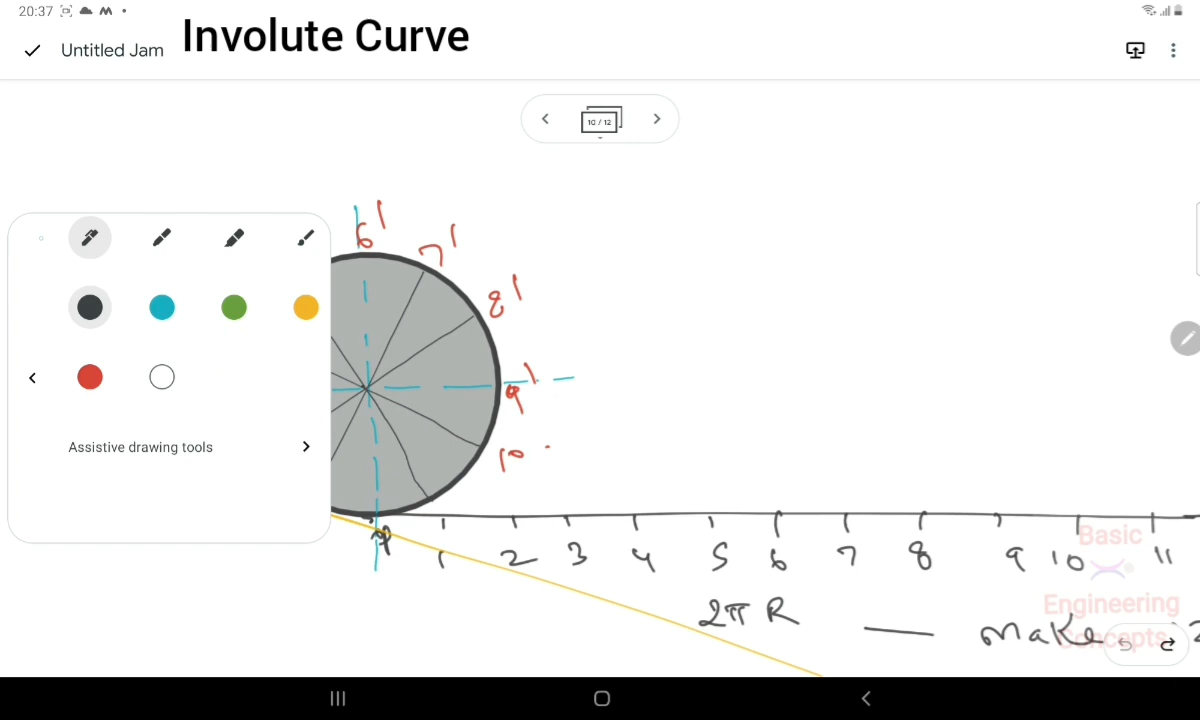 20:37
Involute Curve
Untitled Jam
10 / 12
6'
7'
8'
9'
10
Assistive drawing tools
P
1 2 3 4 5 6 7 8 9 10 11
Basic
Engineering
Concepts
2πR — Make